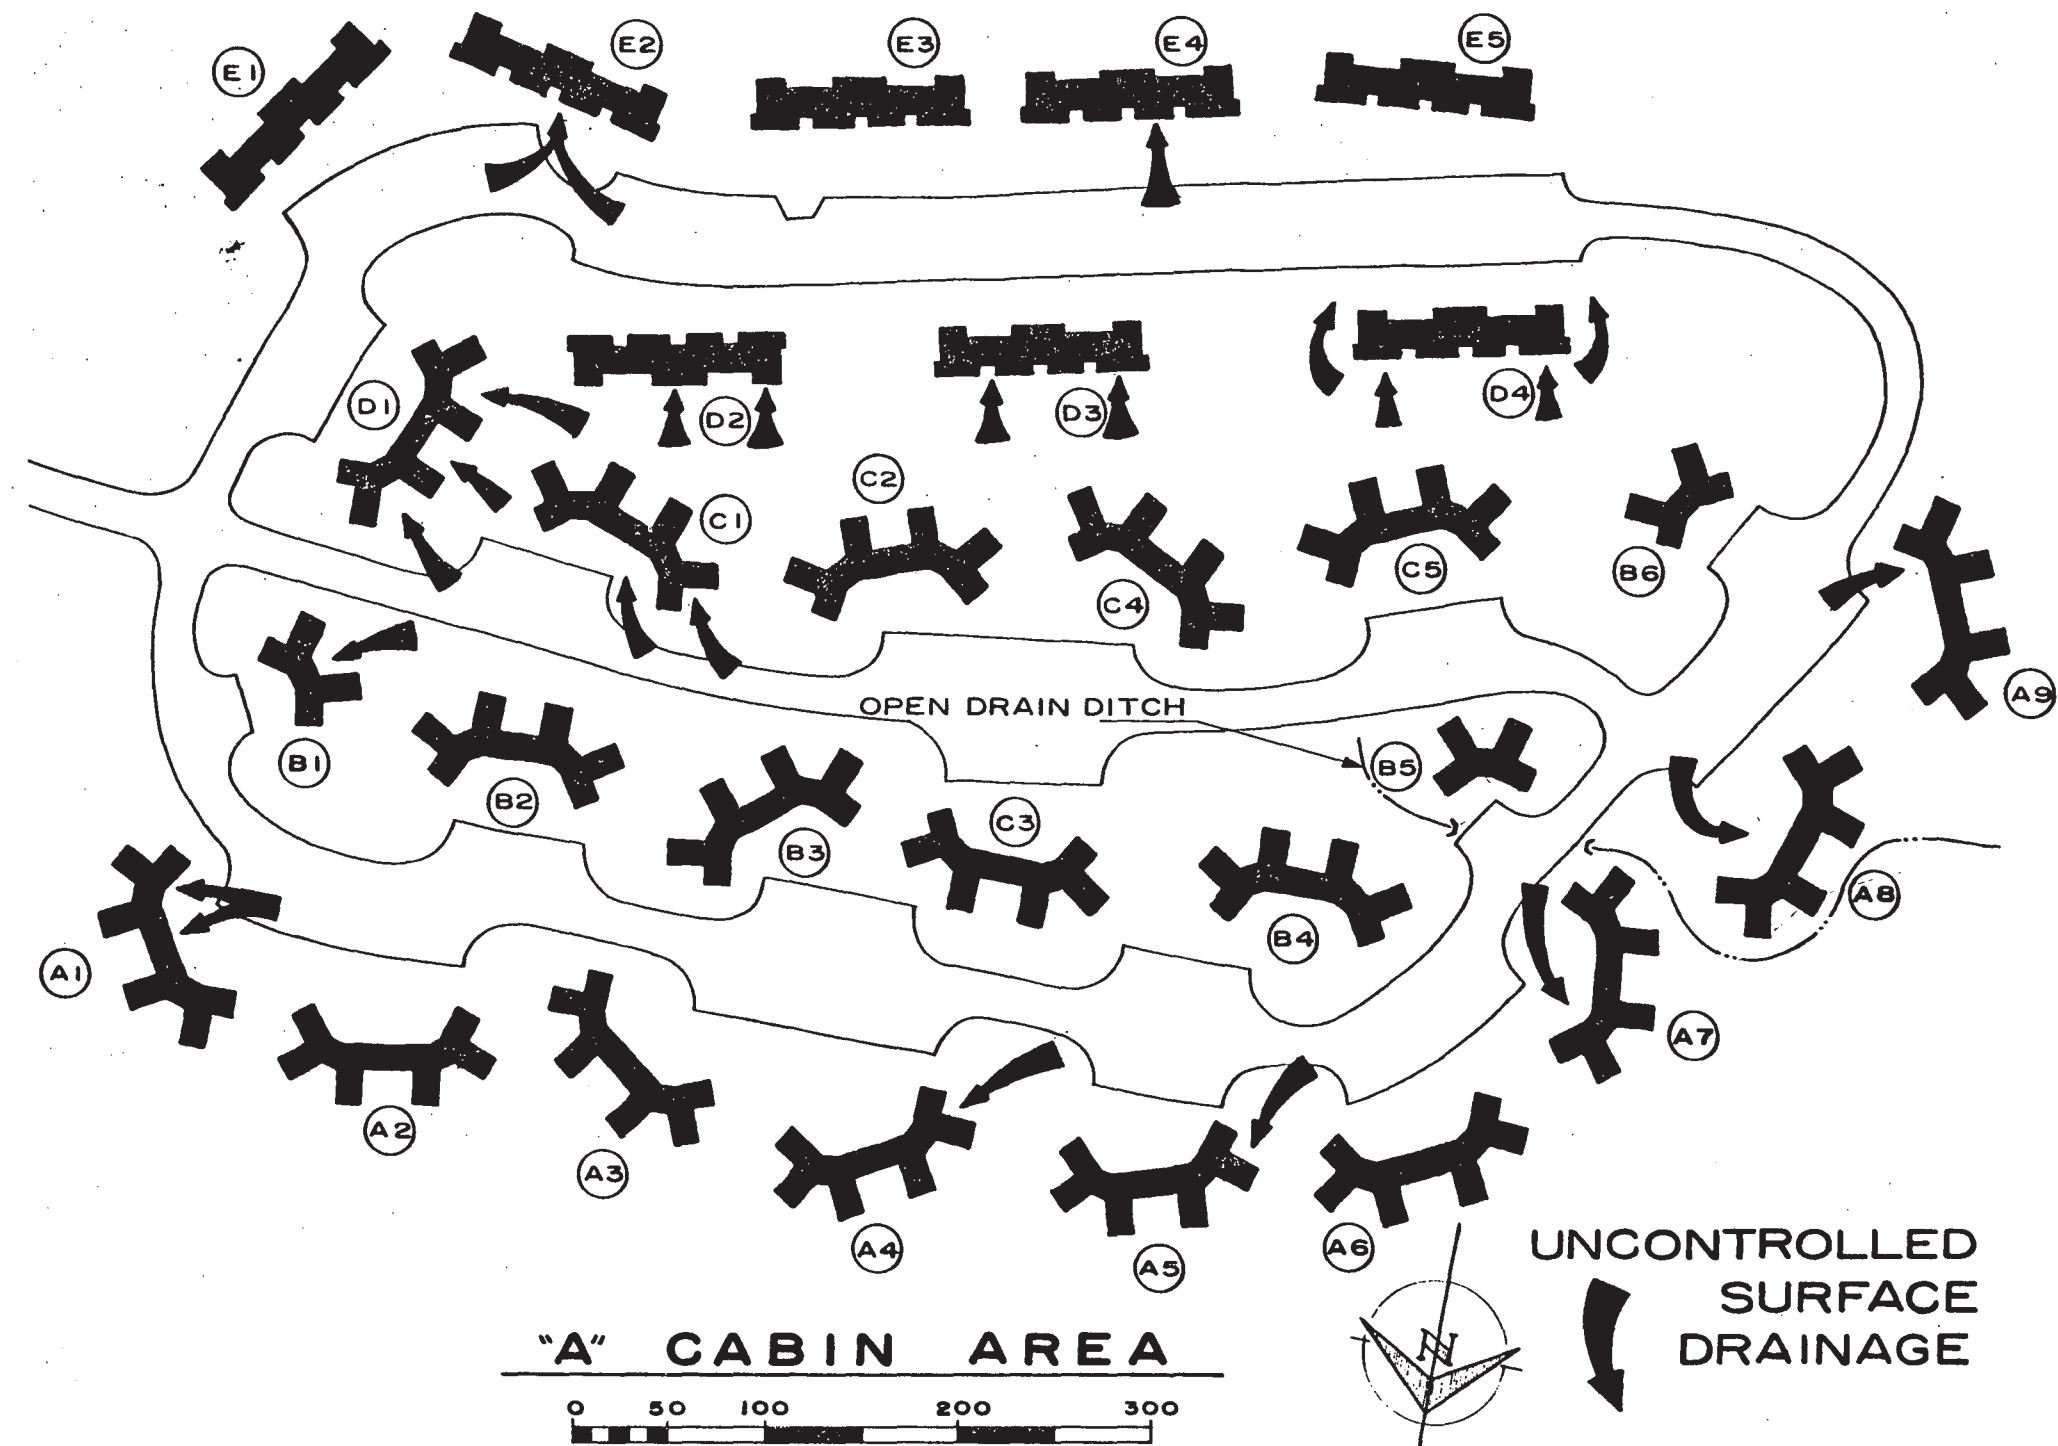 E1
E2
E3
E4
E5
D1
D2
D3
D4
C1
C2
C4
C5
B6
A9
OPEN DRAIN DITCH
B1
B2
B3
C3
B5
B4
A8
A1
A2
A3
A4
A5
A6
A7
UNCONTROLLED
SURFACE
DRAINAGE
N
"A" CABIN AREA
0 50 100 200 300